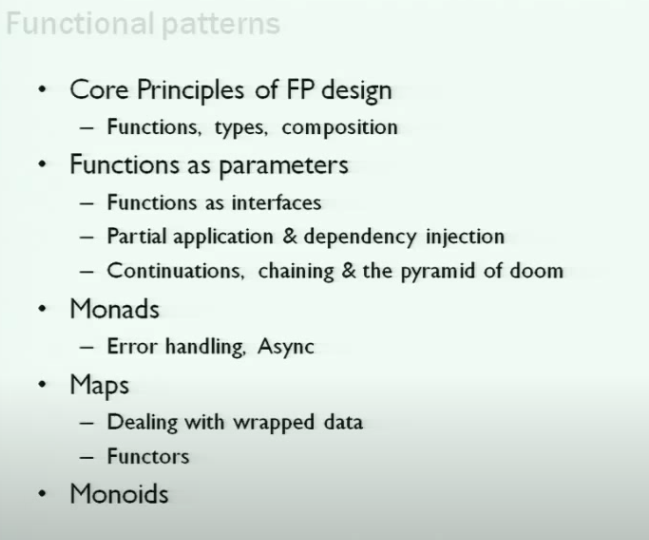 Functional patterns
• Core Principles of FP design
– Functions, types, composition
• Functions as parameters
– Functions as interfaces
– Partial application & dependency injection
– Continuations, chaining & the pyramid of doom
• Monads
– Error handling, Async
• Maps
– Dealing with wrapped data
– Functors
• Monoids